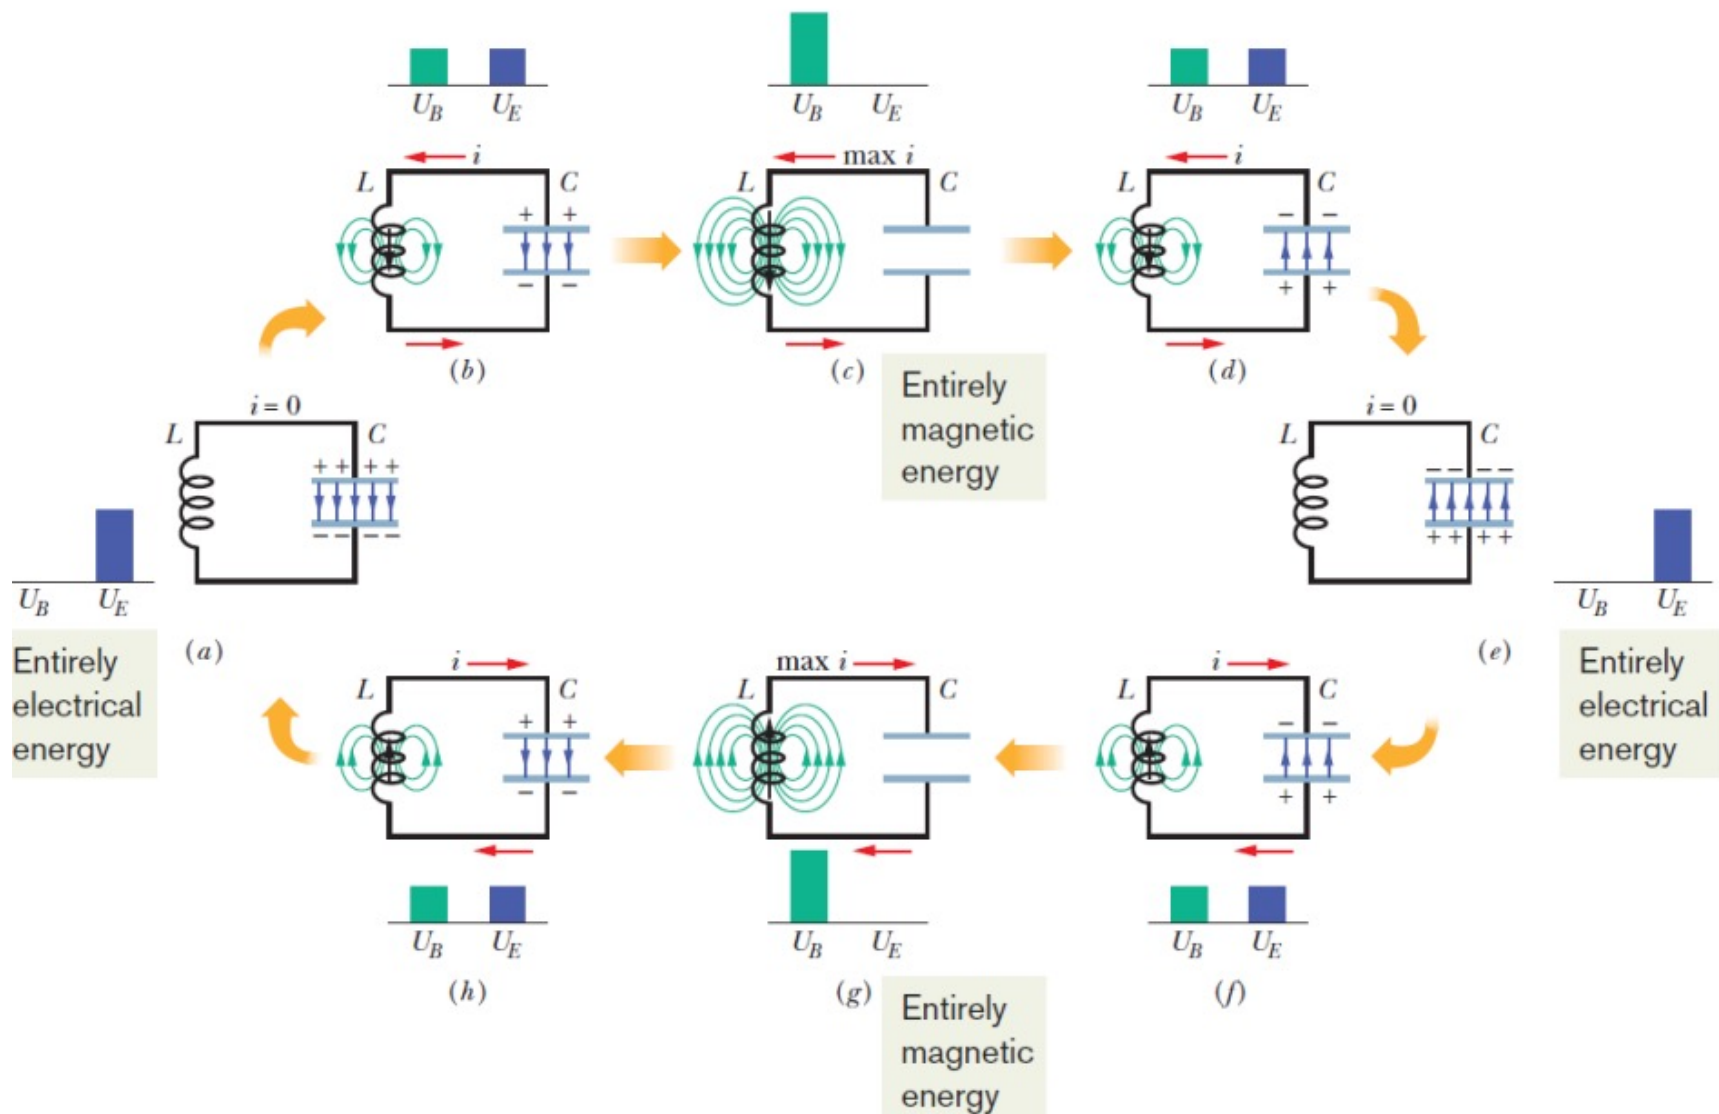 U_B U_E
U_B U_E
U_B U_E
i
L C
+ +
− −
(b)
max i
L C
(c)
Entirely
magnetic
energy
i
L C
− −
+ +
(d)
i = 0
L C
+ + + +
− − − −
U_B U_E
(a)
Entirely
electrical
energy
i = 0
L C
− − − −
+ + + +
U_B U_E
(e)
Entirely
electrical
energy
i
L C
+ +
− −
U_B U_E
(h)
max i
L C
U_B U_E
(g)
Entirely
magnetic
energy
i
L C
− −
+ +
U_B U_E
(f)